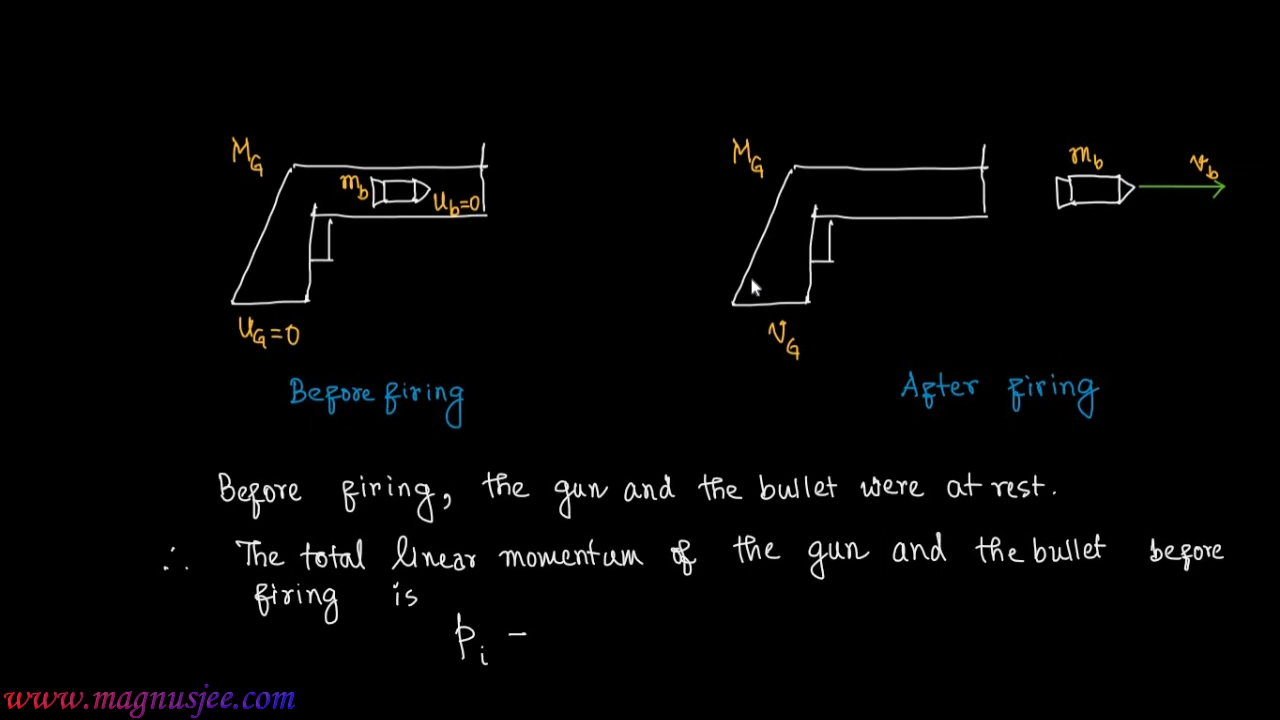 M_G
m_b
u_b=0
u_G=0
Before firing
M_G
m_b
v_b
v_G
After firing
Before firing, the gun and the bullet were at rest.
∴ The total linear momentum of the gun and the bullet before
firing is
p_i -
www.magnusjee.com